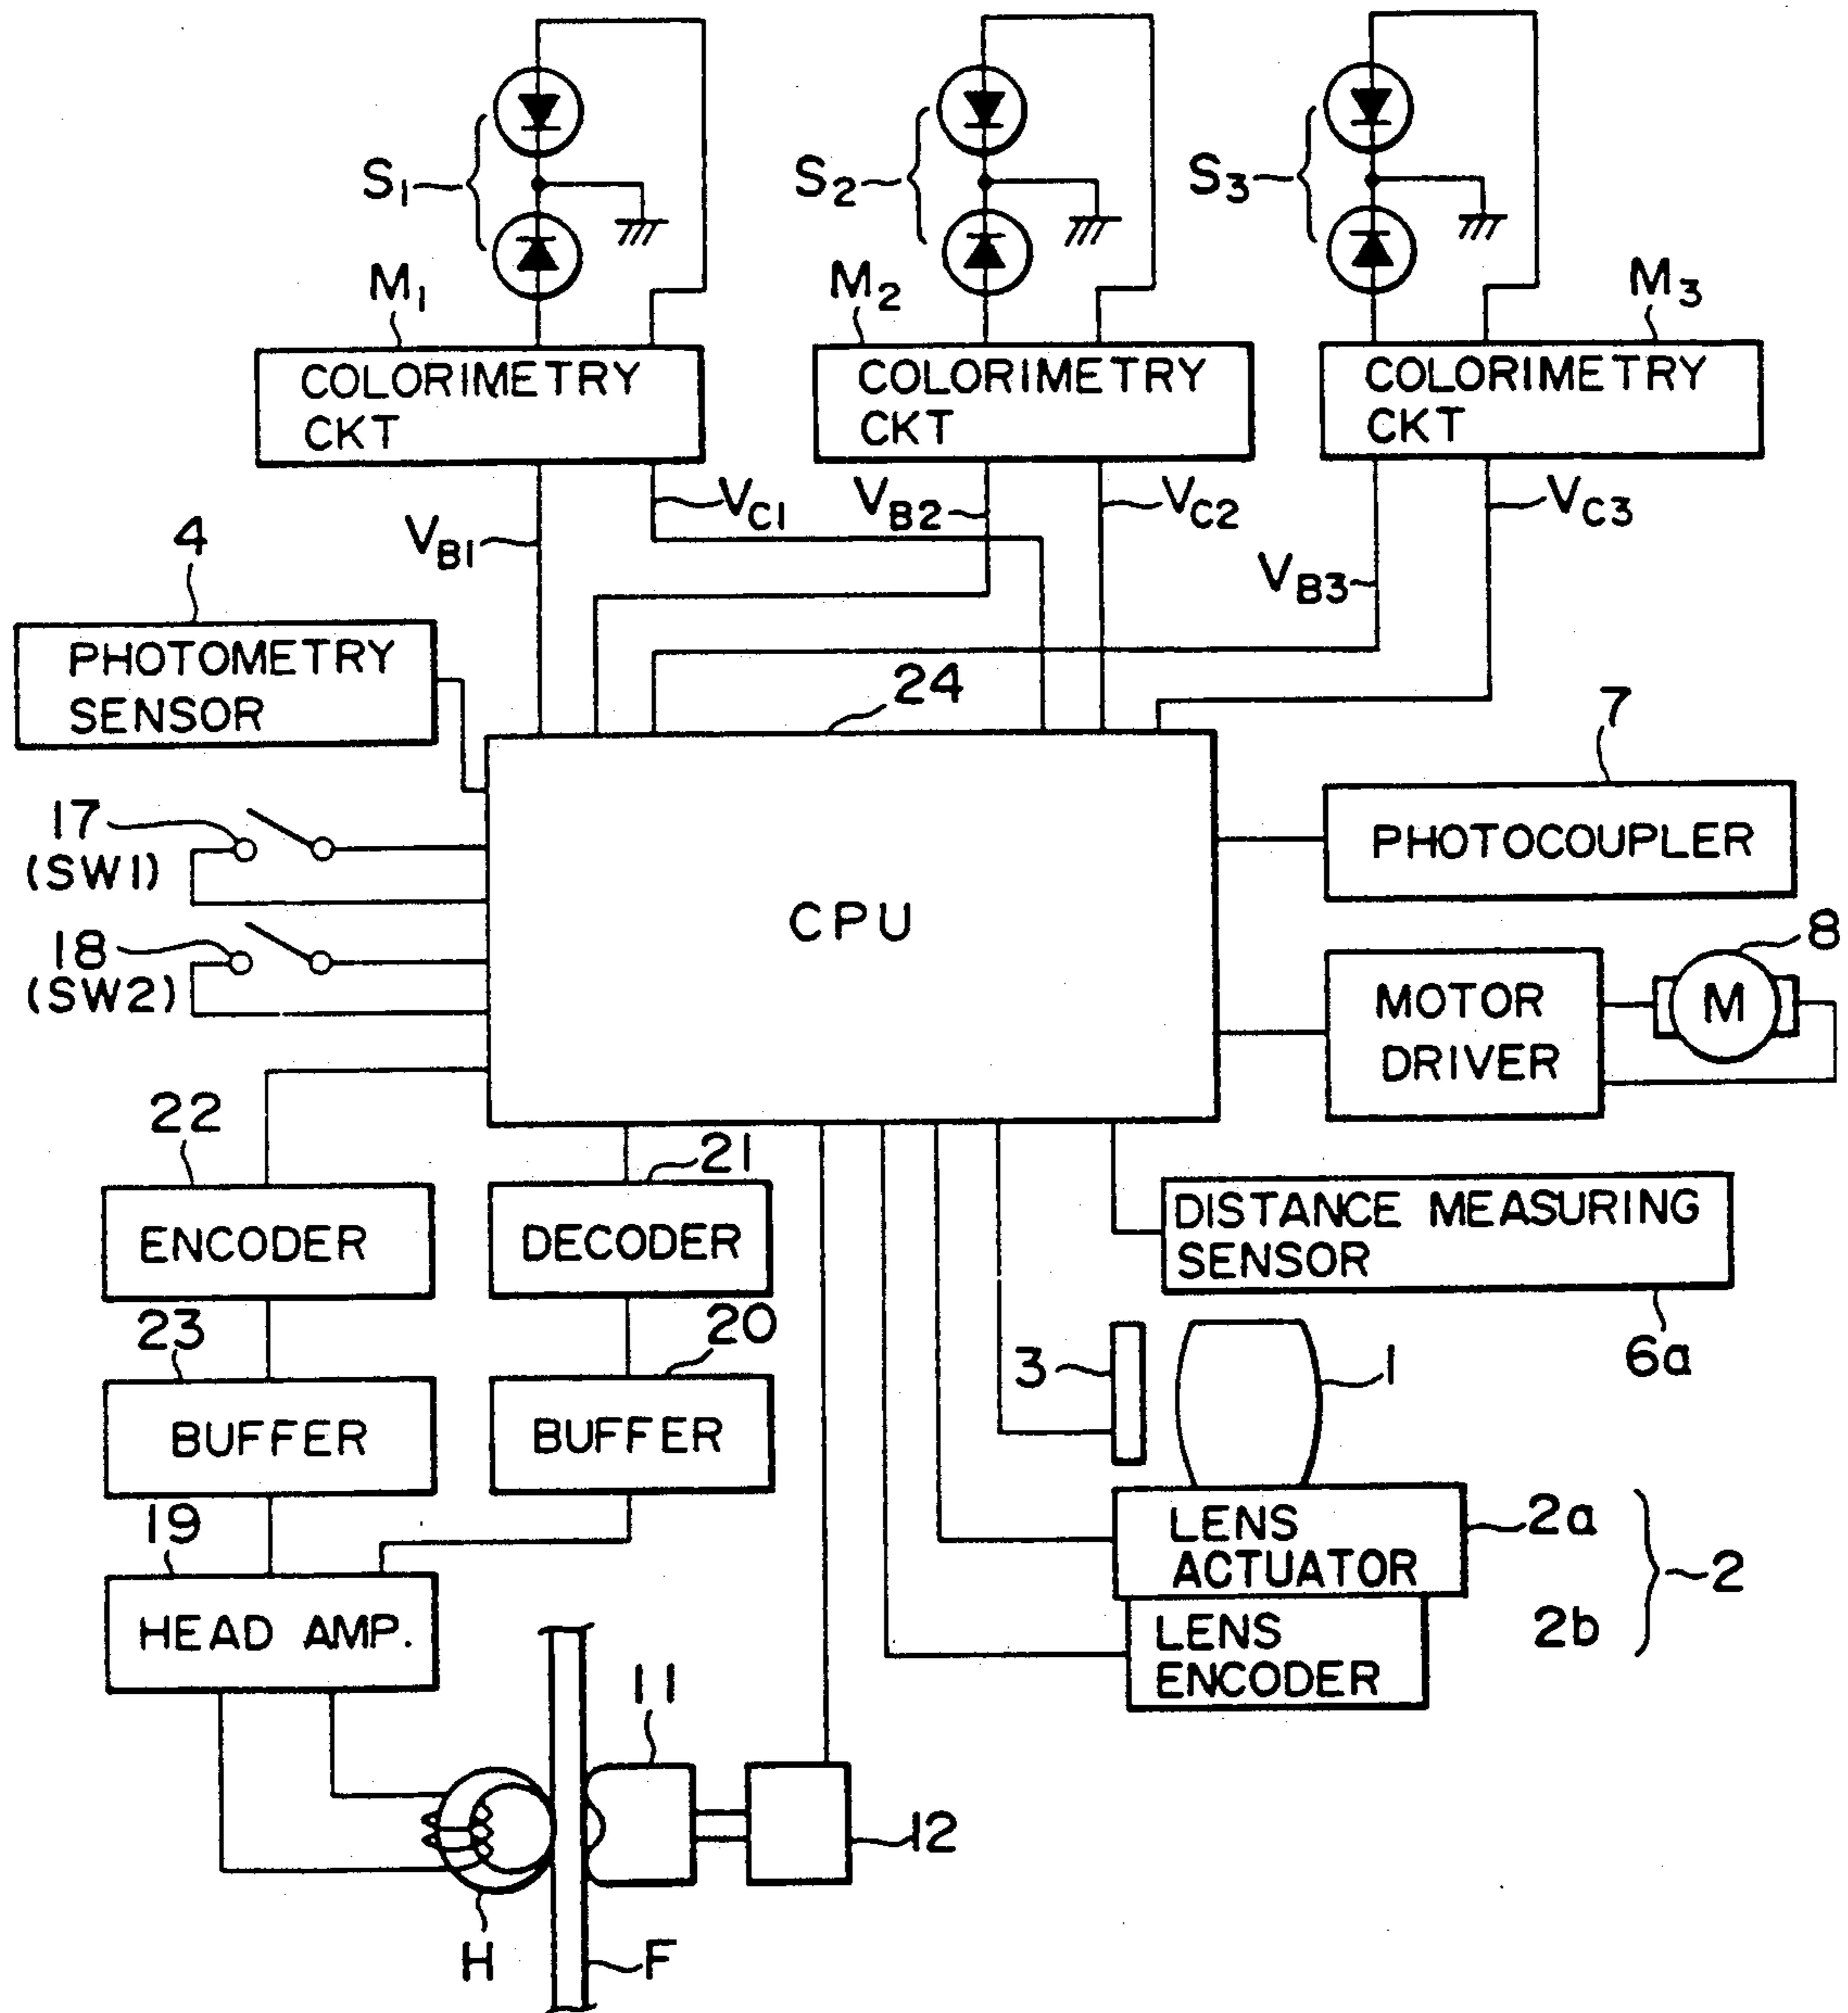 S1
S2
S3
M1
M2
M3
COLORIMETRY
CKT
COLORIMETRY
CKT
COLORIMETRY
CKT
VB1
VC1
VB2
VC2
VB3
VC3
4
PHOTOMETRY
SENSOR
24
7
PHOTOCOUPLER
17
(SW1)
CPU
18
(SW2)
8
MOTOR
DRIVER
M
22
21
ENCODER
DECODER
DISTANCE MEASURING
SENSOR
6a
23
20
3
1
BUFFER
BUFFER
19
LENS
ACTUATOR
2a
2
HEAD AMP.
LENS
ENCODER
2b
11
12
H
F